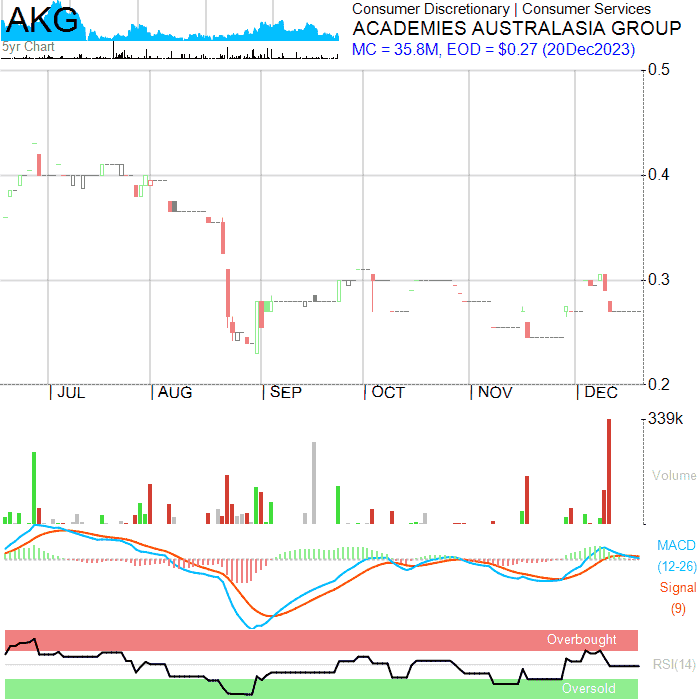 AKG
Consumer Discretionary | Consumer Services
ACADEMIES AUSTRALASIA GROUP
MC = 35.8M, EOD = $0.27 (20Dec2023)
5yr Chart
0.5
0.4
0.3
0.2
| JUL | AUG | SEP | OCT | NOV | DEC
339k
Volume
MACD
(12-26)
Signal
(9)
Overbought
RSI(14)
Oversold